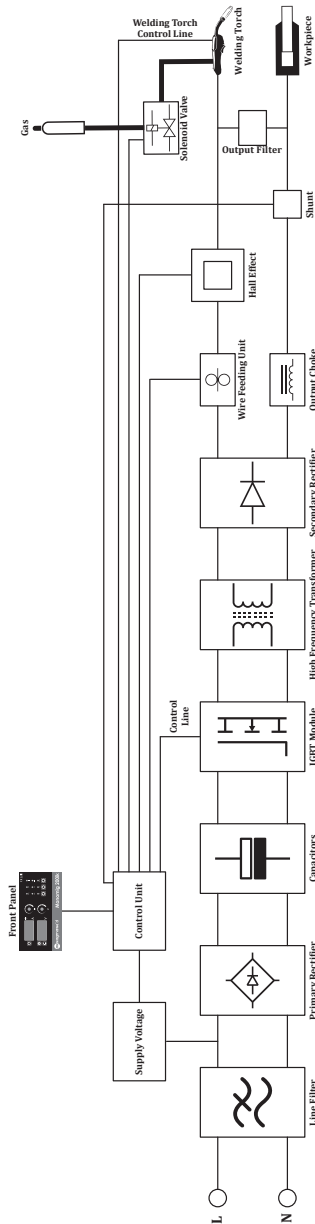 Front Panel
Supply Voltage
Control Unit
Control
Line
Gas
Solenoid Valve
Welding Torch
Control Line
Welding Torch
Workpiece
L
N
Line Filter
Primary Rectifier
Capacitors
IGBT Module
High Frequency Transformer
Secondary Rectifier
Wire Feeding Unit
Output Choke
Hall Effect
Shunt
Output Filter